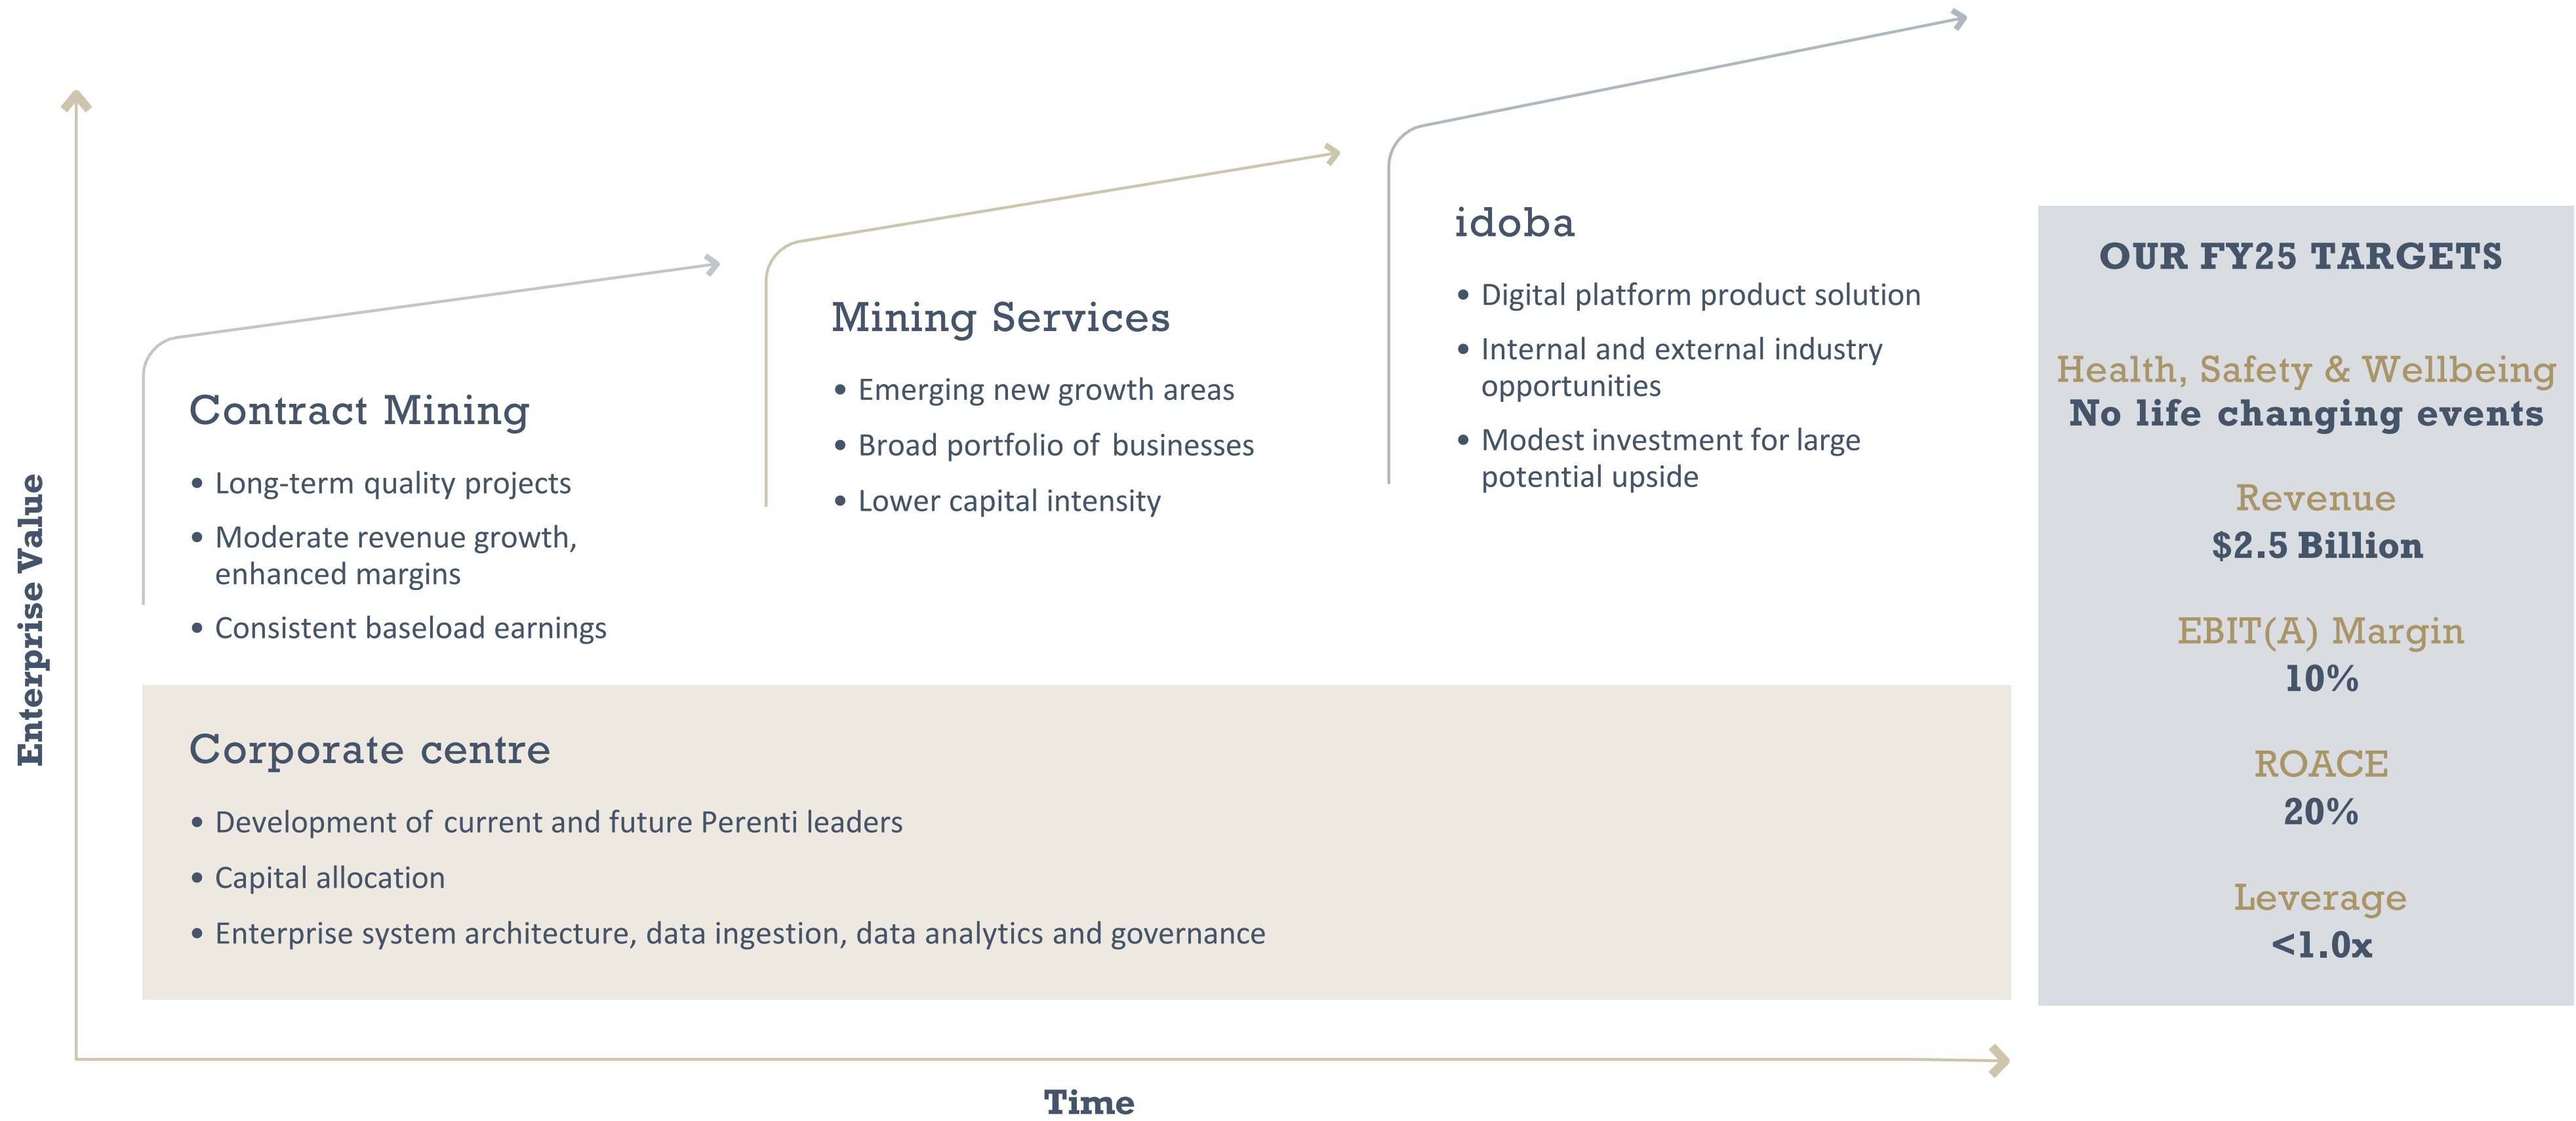 Enterprise Value
Contract Mining
• Long-term quality projects
• Moderate revenue growth,
enhanced margins
• Consistent baseload earnings
Mining Services
• Emerging new growth areas
• Broad portfolio of businesses
• Lower capital intensity
idoba
• Digital platform product solution
• Internal and external industry
opportunities
• Modest investment for large
potential upside
Corporate centre
• Development of current and future Perenti leaders
• Capital allocation
• Enterprise system architecture, data ingestion, data analytics and governance
Time
OUR FY25 TARGETS
Health, Safety & Wellbeing
No life changing events
Revenue
$2.5 Billion
EBIT(A) Margin
10%
ROACE
20%
Leverage
<1.0x